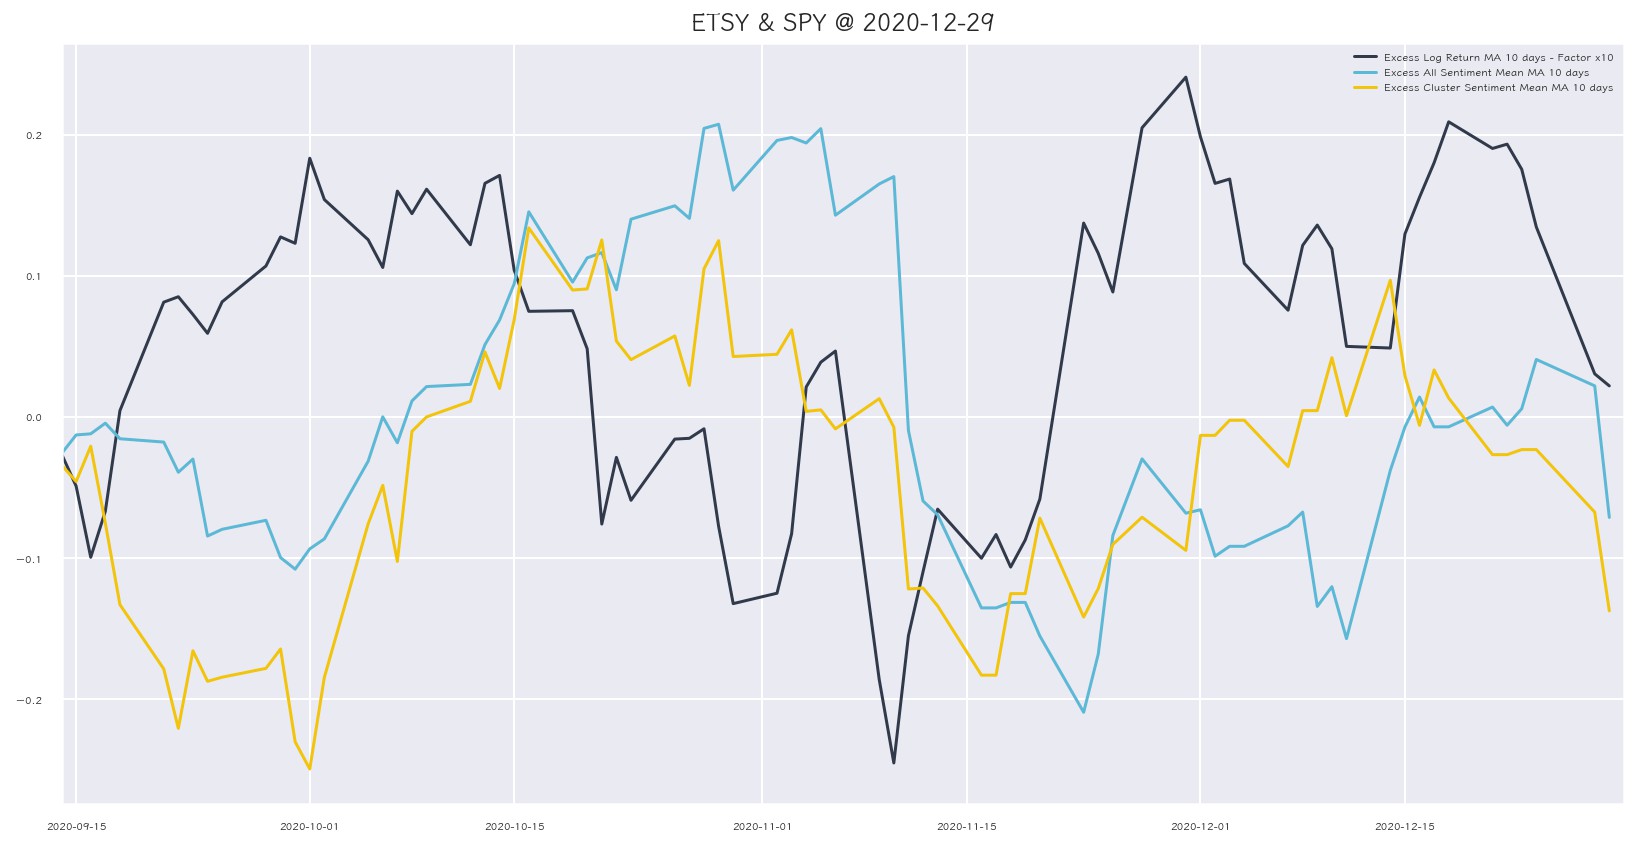 ETSY & SPY @ 2020-12-29
Excess Log Return MA 10 days - Factor x10
Excess All Sentiment Mean MA 10 days
Excess Cluster Sentiment Mean MA 10 days
0.2
0.1
0.0
−0.1
−0.2
2020-09-15 2020-10-01 2020-10-15 2020-11-01 2020-11-15 2020-12-01 2020-12-15